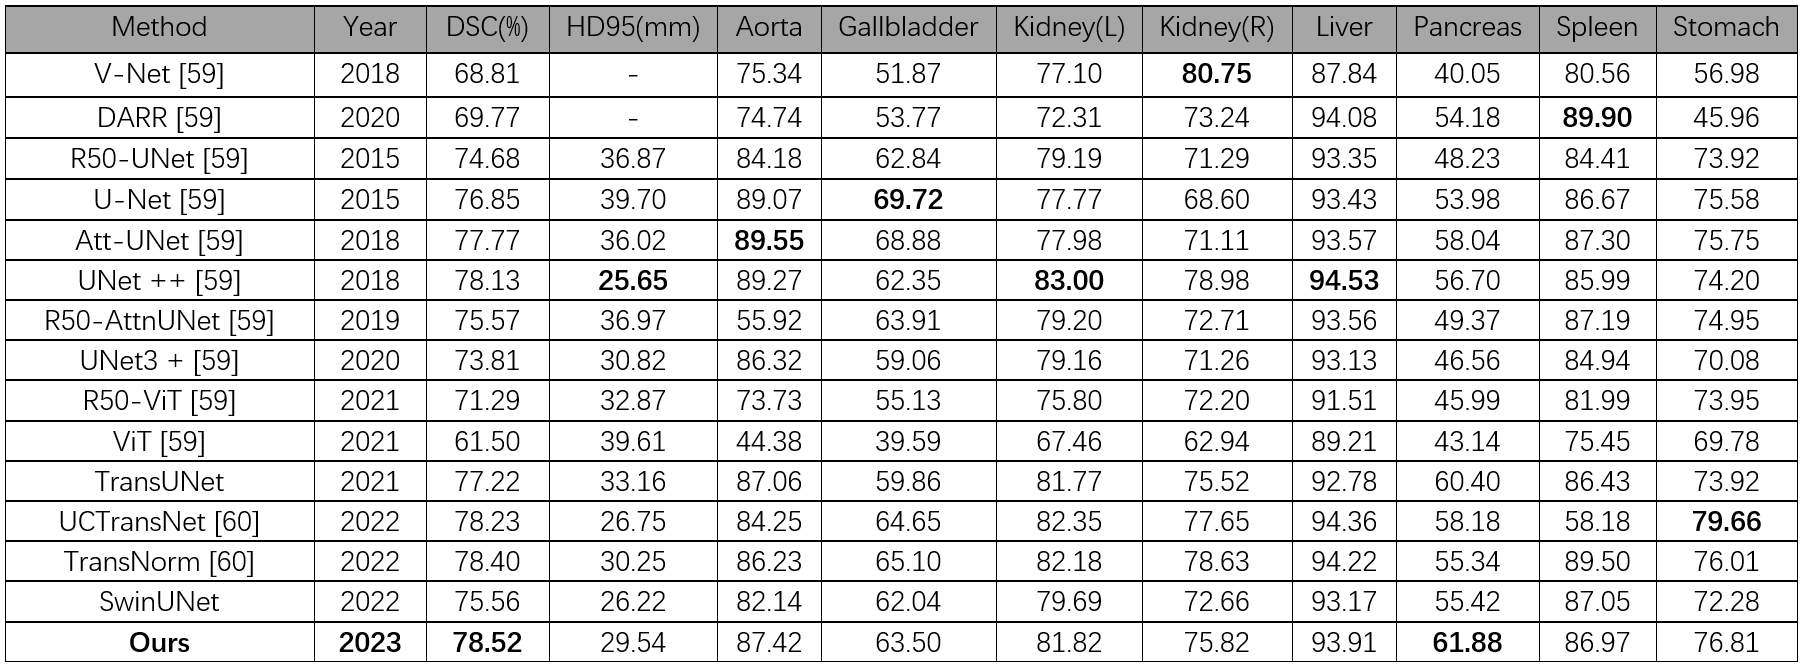 Method Year DSC(%) HD95(mm) Aorta Gallbladder Kidney(L) Kidney(R) Liver Pancreas Spleen Stomach
V-Net [59] 2018 68.81 - 75.34 51.87 77.10 80.75 87.84 40.05 80.56 56.98
DARR [59] 2020 69.77 - 74.74 53.77 72.31 73.24 94.08 54.18 89.90 45.96
R50-UNet [59] 2015 74.68 36.87 84.18 62.84 79.19 71.29 93.35 48.23 84.41 73.92
U-Net [59] 2015 76.85 39.70 89.07 69.72 77.77 68.60 93.43 53.98 86.67 75.58
Att-UNet [59] 2018 77.77 36.02 89.55 68.88 77.98 71.11 93.57 58.04 87.30 75.75
UNet ++ [59] 2018 78.13 25.65 89.27 62.35 83.00 78.98 94.53 56.70 85.99 74.20
R50-AttnUNet [59] 2019 75.57 36.97 55.92 63.91 79.20 72.71 93.56 49.37 87.19 74.95
UNet3 + [59] 2020 73.81 30.82 86.32 59.06 79.16 71.26 93.13 46.56 84.94 70.08
R50-ViT [59] 2021 71.29 32.87 73.73 55.13 75.80 72.20 91.51 45.99 81.99 73.95
ViT [59] 2021 61.50 39.61 44.38 39.59 67.46 62.94 89.21 43.14 75.45 69.78
TransUNet 2021 77.22 33.16 87.06 59.86 81.77 75.52 92.78 60.40 86.43 73.92
UCTransNet [60] 2022 78.23 26.75 84.25 64.65 82.35 77.65 94.36 58.18 58.18 79.66
TransNorm [60] 2022 78.40 30.25 86.23 65.10 82.18 78.63 94.22 55.34 89.50 76.01
SwinUNet 2022 75.56 26.22 82.14 62.04 79.69 72.66 93.17 55.42 87.05 72.28
Ours 2023 78.52 29.54 87.42 63.50 81.82 75.82 93.91 61.88 86.97 76.81